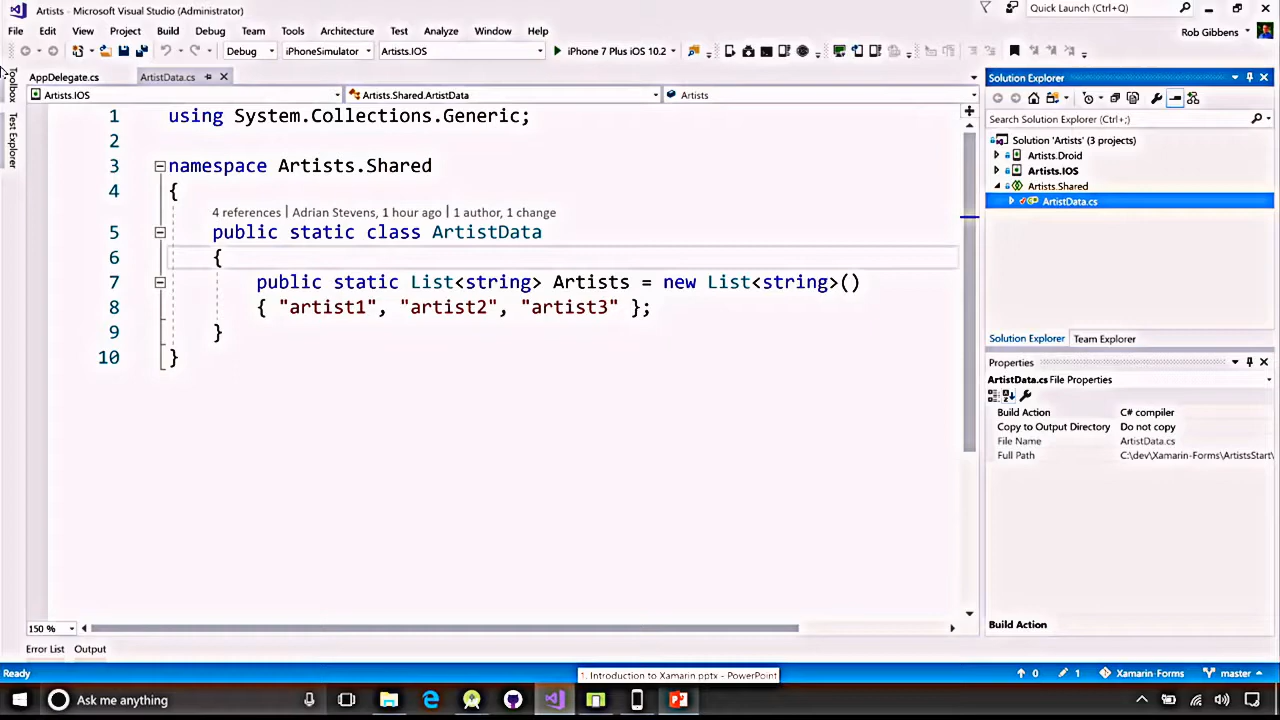 Artists - Microsoft Visual Studio (Administrator)
Quick Launch (Ctrl+Q)
File Edit View Project Build Debug Team Tools Architecture Test Analyze Window Help
Rob Gibbens
Debug iPhoneSimulator Artists.IOS iPhone 7 Plus iOS 10.2
Toolbox
Test Explorer
AppDelegate.cs ArtistData.cs
Artists.IOS Artists.Shared.ArtistData Artists
1 using System.Collections.Generic;
2
3 namespace Artists.Shared
4 {
4 references | Adrian Stevens, 1 hour ago | 1 author, 1 change
5 public static class ArtistData
6 {
7 public static List<string> Artists = new List<string>()
8 { "artist1", "artist2", "artist3" };
9 }
10 }
150 %
Error List Output
Solution Explorer
Search Solution Explorer (Ctrl+;)
Solution 'Artists' (3 projects)
Artists.Droid
Artists.IOS
Artists.Shared
ArtistData.cs
Solution Explorer Team Explorer
Properties
ArtistData.cs File Properties
Build Action C# compiler
Copy to Output Directory Do not copy
File Name ArtistData.cs
Full Path C:\dev\Xamarin-Forms\ArtistsStart\
Build Action
Ready
1. Introduction to Xamarin.pptx - PowerPoint
0 1 Xamarin-Forms master
Ask me anything